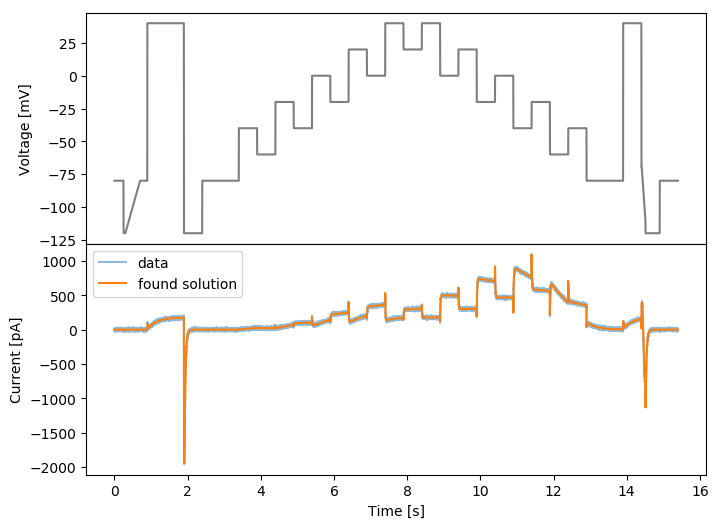 25
0
−25
−50
−75
−100
−125
Voltage [mV]
data
found solution
1000
500
0
−500
−1000
−1500
−2000
Current [pA]
0 2 4 6 8 10 12 14 16
Time [s]